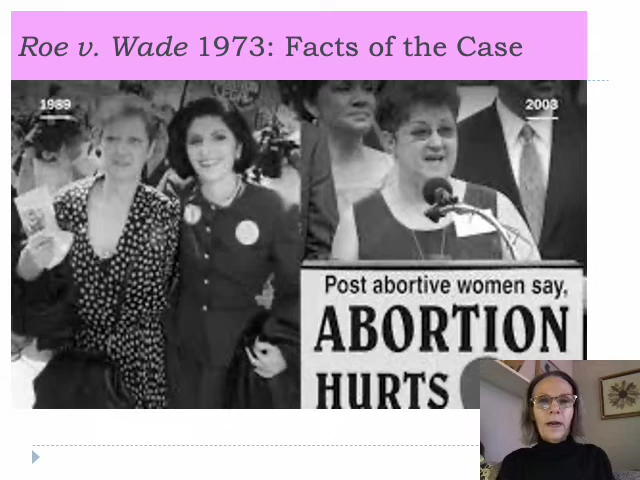 Roe v. Wade 1973: Facts of the Case
1989
2003
Post abortive women say,
ABORTION
HURTS